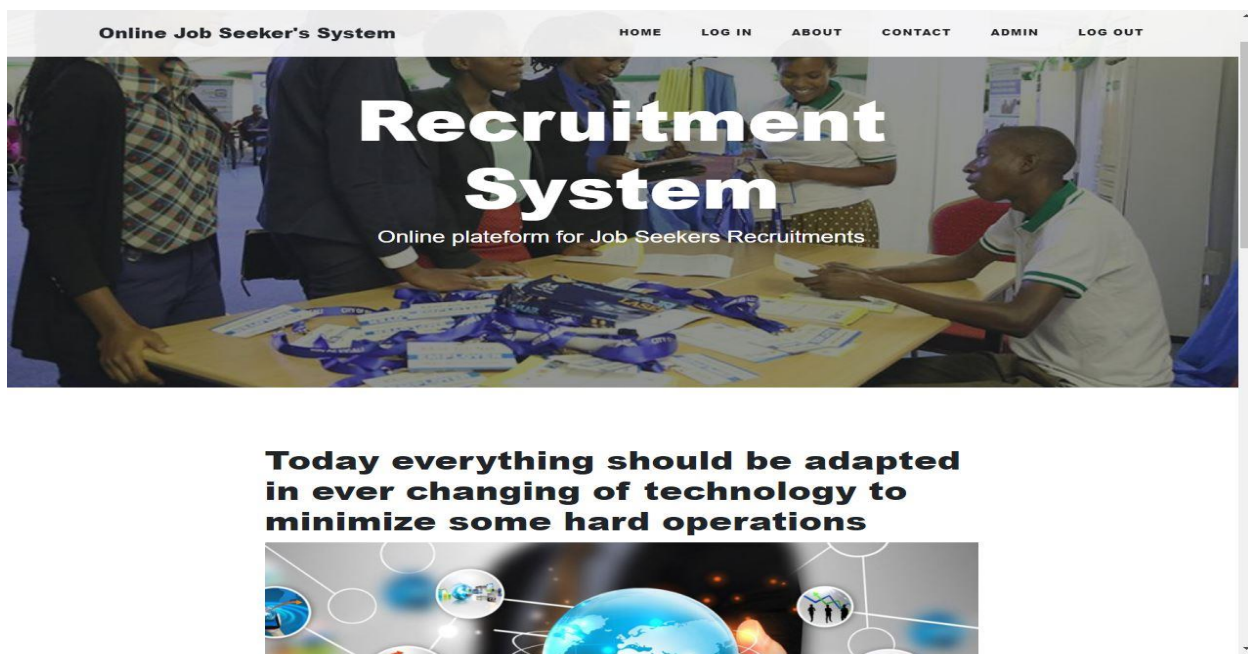 Online Job Seeker's System
HOME LOG IN ABOUT CONTACT ADMIN LOG OUT
Recruitment
System
Online plateform for Job Seekers Recruitments
EMPLOYER
Today everything should be adapted
in ever changing of technology to
minimize some hard operations